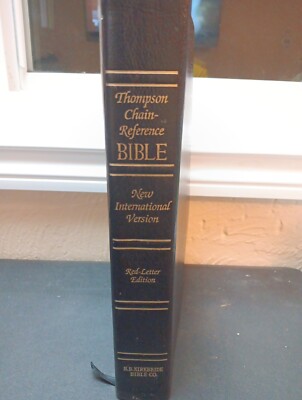 Thompson
Chain-
Reference
BIBLE
New
International
Version
Red-Letter
Edition
B.B. KIRKBRIDE
BIBLE CO.